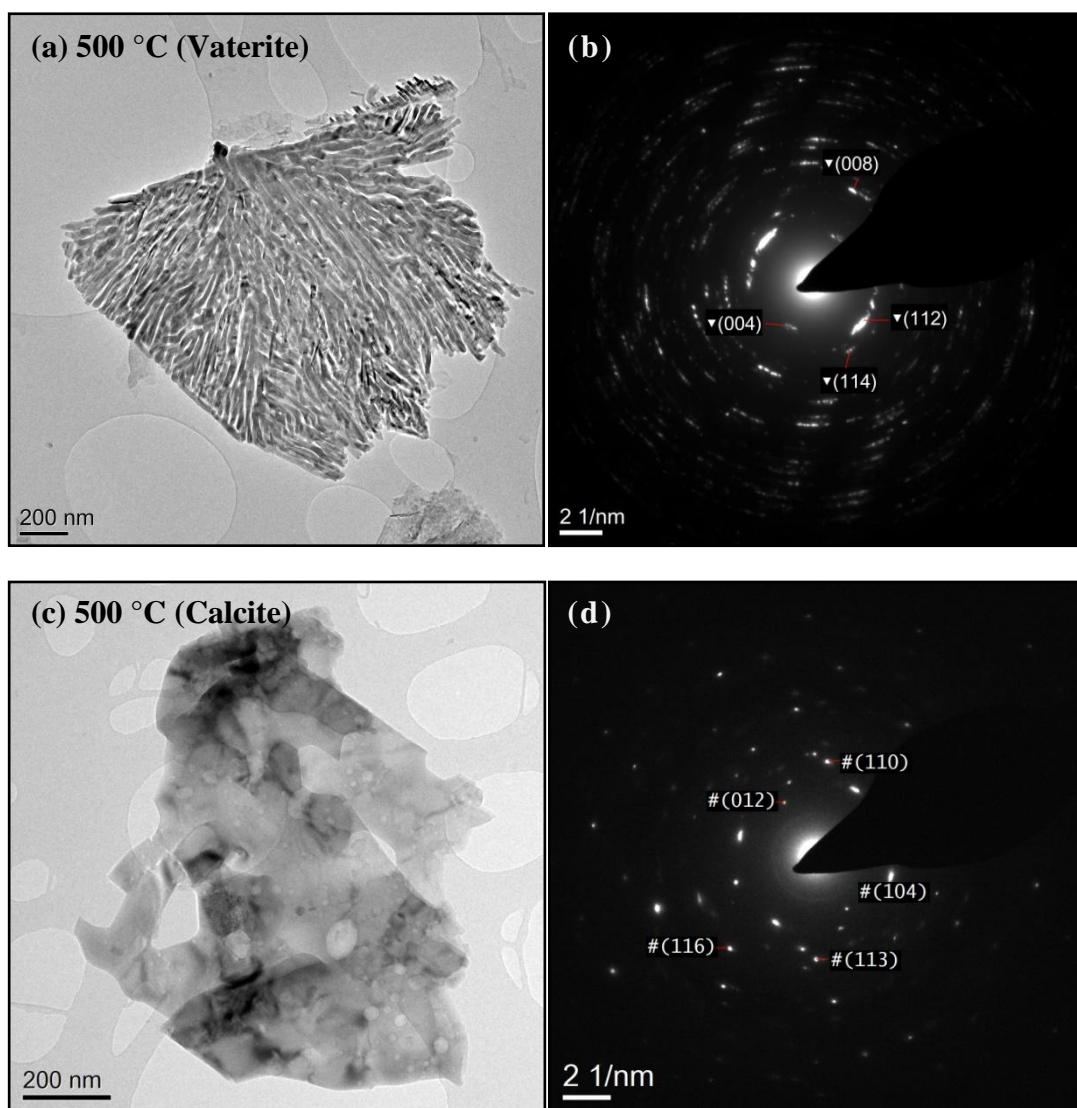 (a) 500 °C (Vaterite)
(b)
▼(008)
▼(004)
▼(112)
▼(114)
200 nm
2 1/nm
(c) 500 °C (Calcite)
(d)
#(110)
#(012)
#(104)
#(116)
#(113)
200 nm
2 1/nm